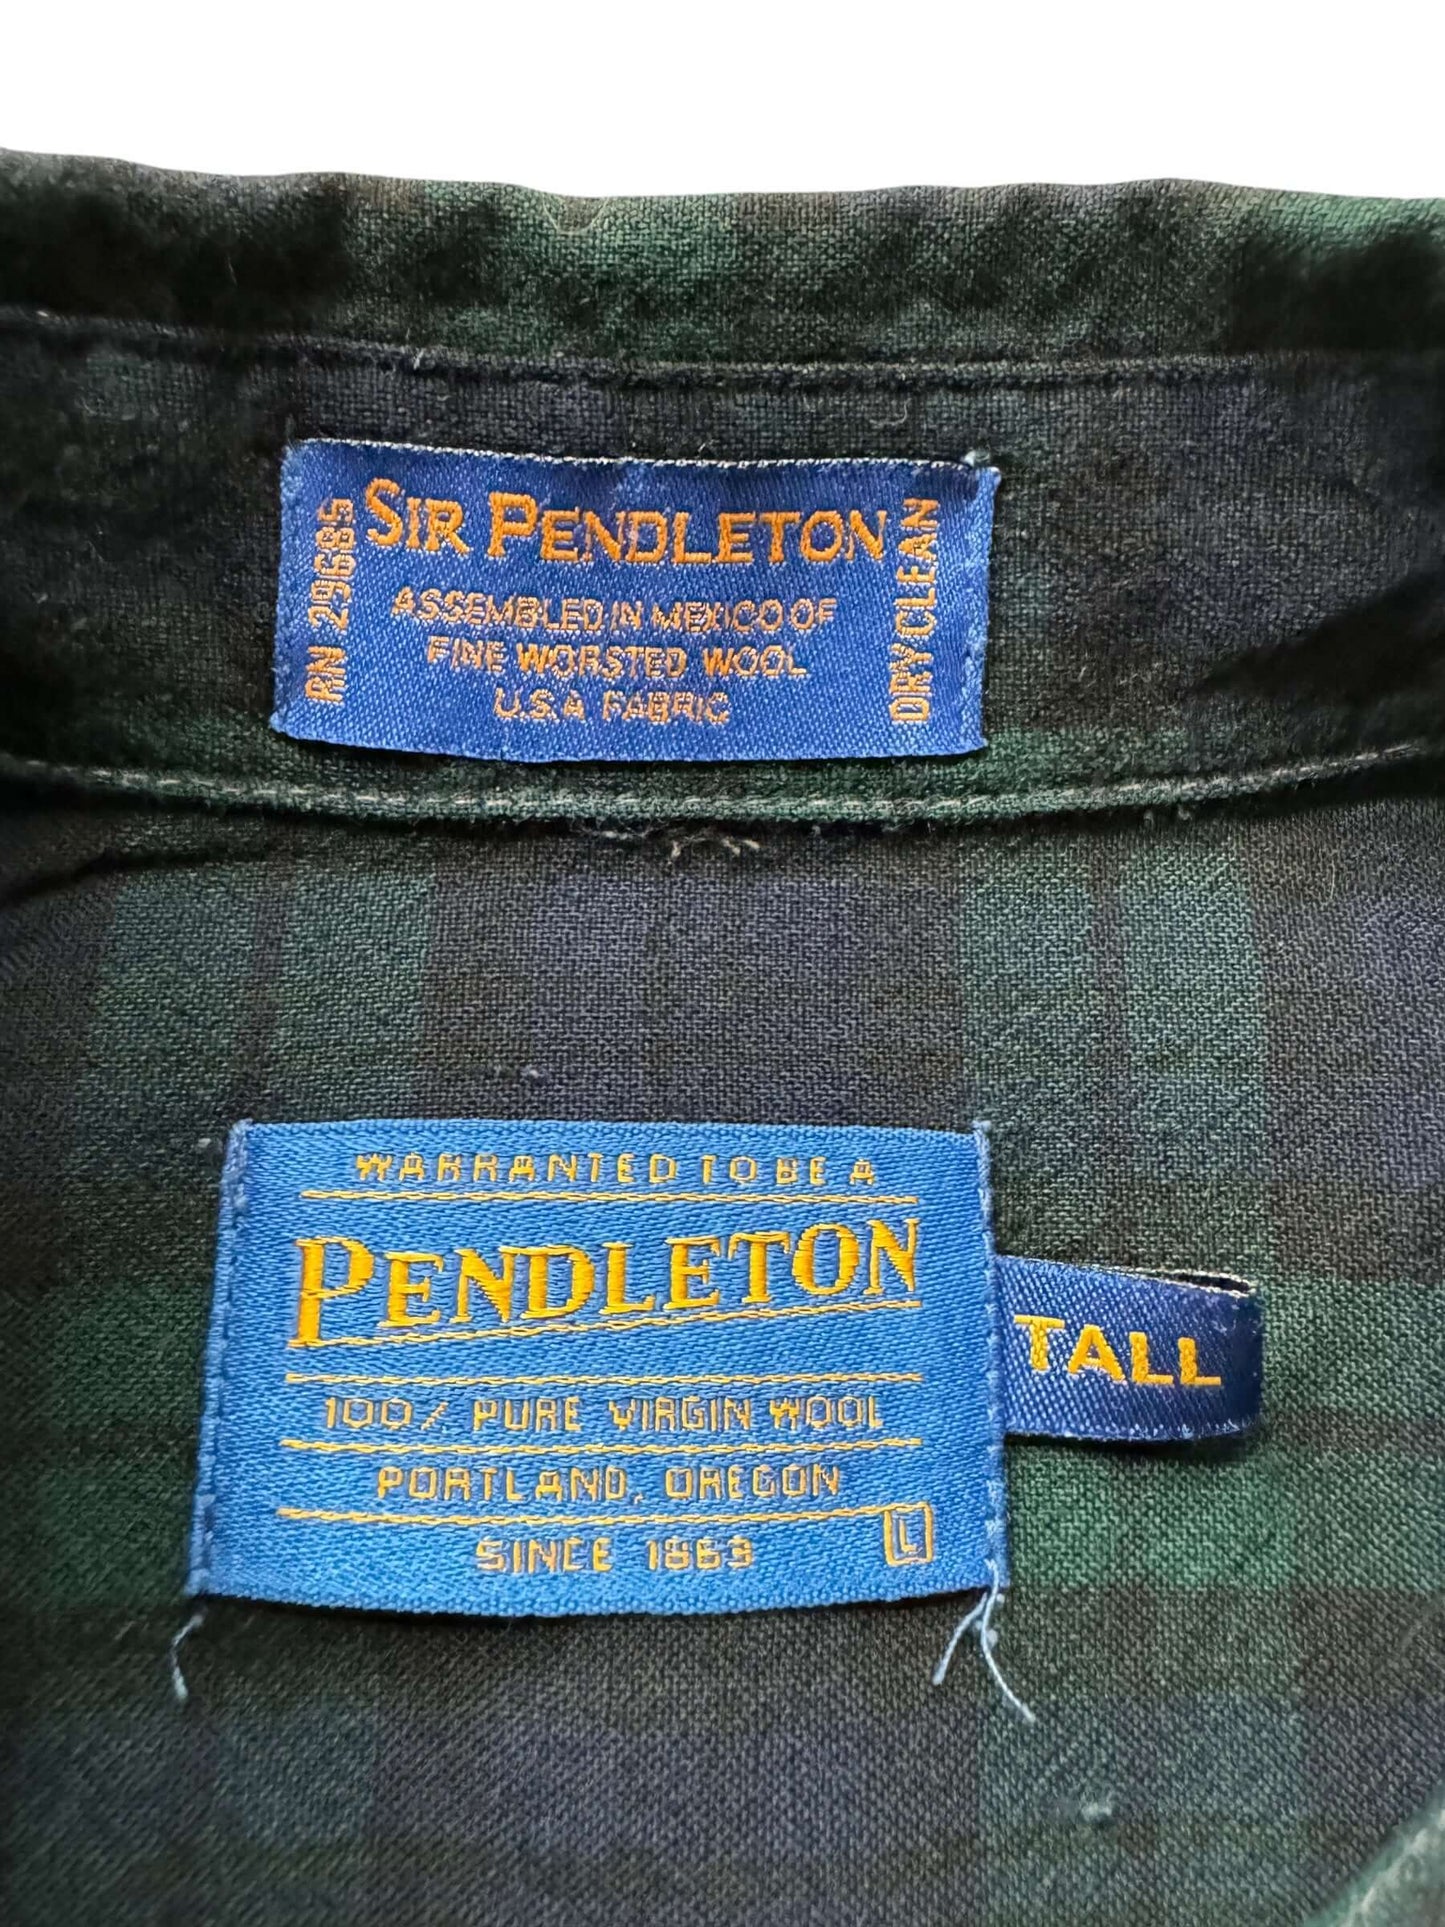 RN 29685
SIR PENDLETON
ASSEMBLED IN MEXICO OF
FINE WORSTED WOOL
U.S.A FABRIC
DRY CLEAN
WARRANTED TO BE A
PENDLETON
100% PURE VIRGIN WOOL
PORTLAND, OREGON
SINCE 1863
L
TALL